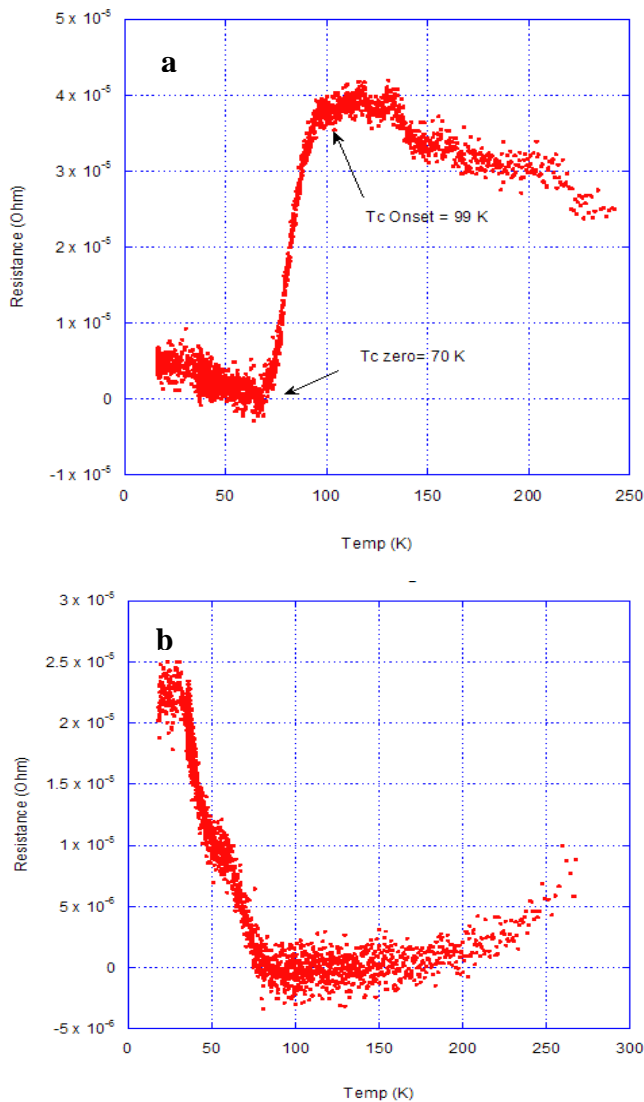 a
5 x 10⁻⁵
4 x 10⁻⁵
3 x 10⁻⁵
2 x 10⁻⁵
1 x 10⁻⁵
0
-1 x 10⁻⁵
Resistance (Ohm)
Tc Onset = 99 K
Tc zero= 70 K
0 50 100 150 200 250
Temp (K)
b
3 x 10⁻⁵
2.5 x 10⁻⁵
2 x 10⁻⁵
1.5 x 10⁻⁵
1 x 10⁻⁵
5 x 10⁻⁶
0
-5 x 10⁻⁶
Resistance (Ohm)
0 50 100 150 200 250 300
Temp (K)